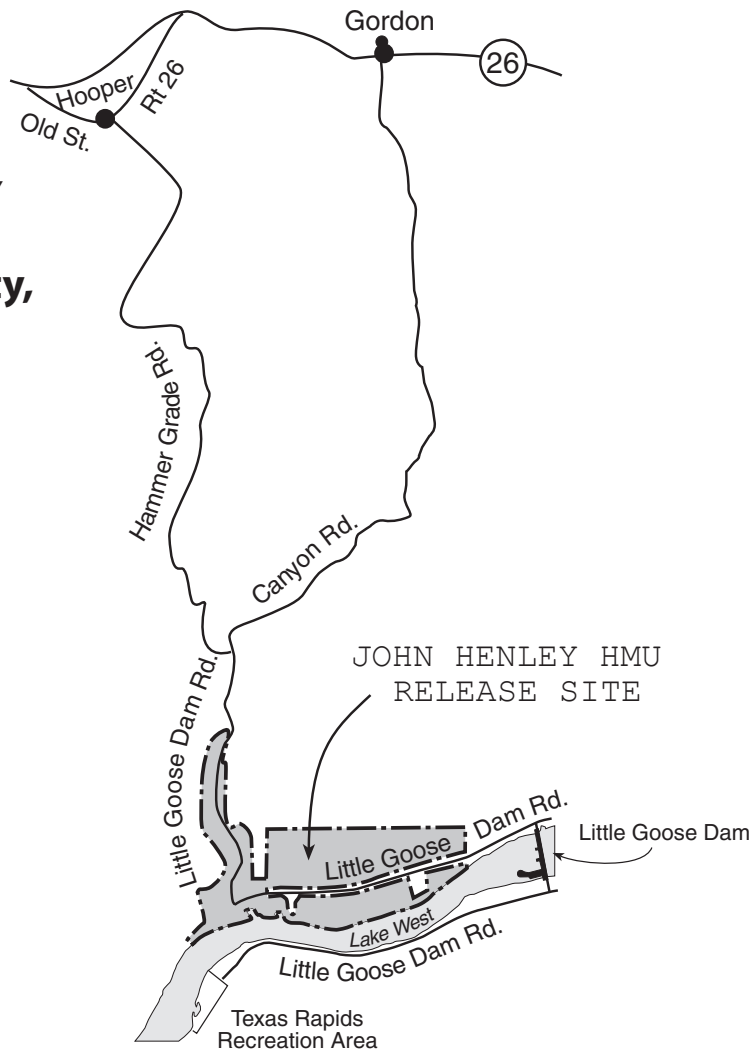 Gordon
26
Hooper
Rt 26
Old St.
ty,
Hammer Grade Rd.
Canyon Rd.
JOHN HENLEY HMU
RELEASE SITE
Little Goose Dam Rd.
Little Goose Dam Rd.
Little Goose Dam
Lake West
Little Goose Dam Rd.
Texas Rapids
Recreation Area